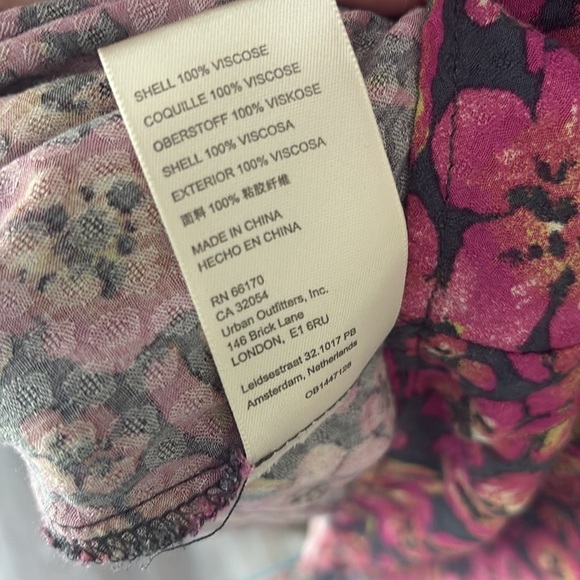 SHELL 100% VISCOSE
COQUILLE 100% VISCOSE
OBERSTOFF 100% VISKOSE
SHELL 100% VISCOSA
EXTERIOR 100% VISCOSA
面料 100% 粘胶纤维
MADE IN CHINA
HECHO EN CHINA
RN 66170
CA 32054
Urban Outfitters, Inc.
146 Brick Lane
LONDON, E1 6RU
Leidsestraat 32.1017 PB
Amsterdam, Netherlands
OB1447128